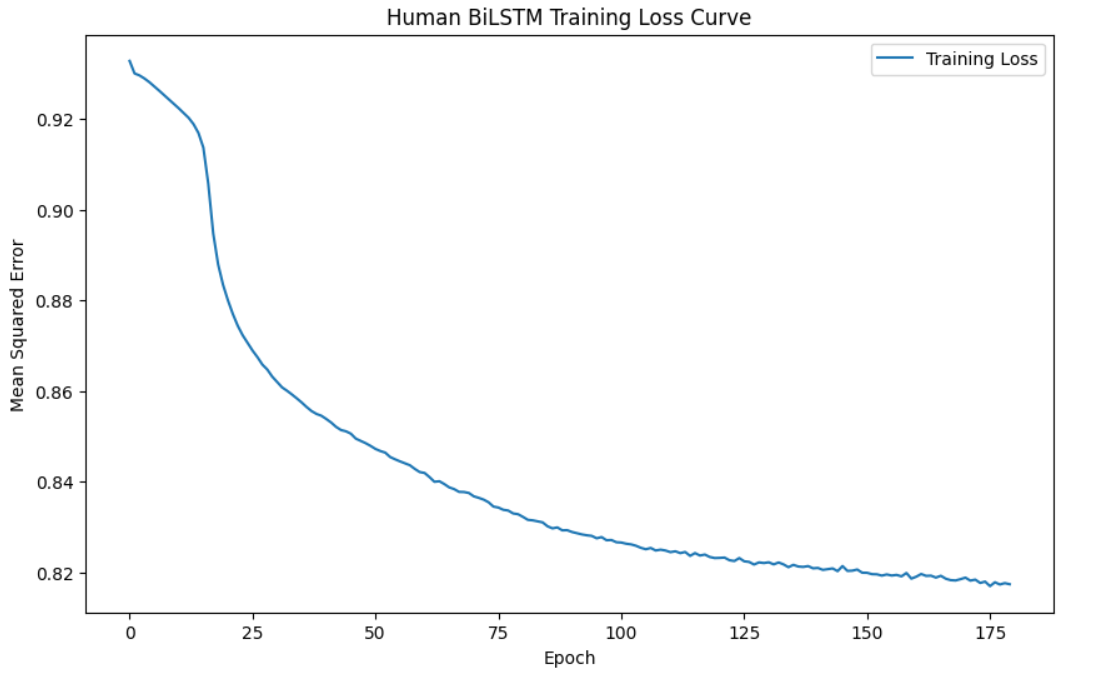 Human BiLSTM Training Loss Curve
Training Loss
Mean Squared Error
0.92
0.90
0.88
0.86
0.84
0.82
0 25 50 75 100 125 150 175
Epoch